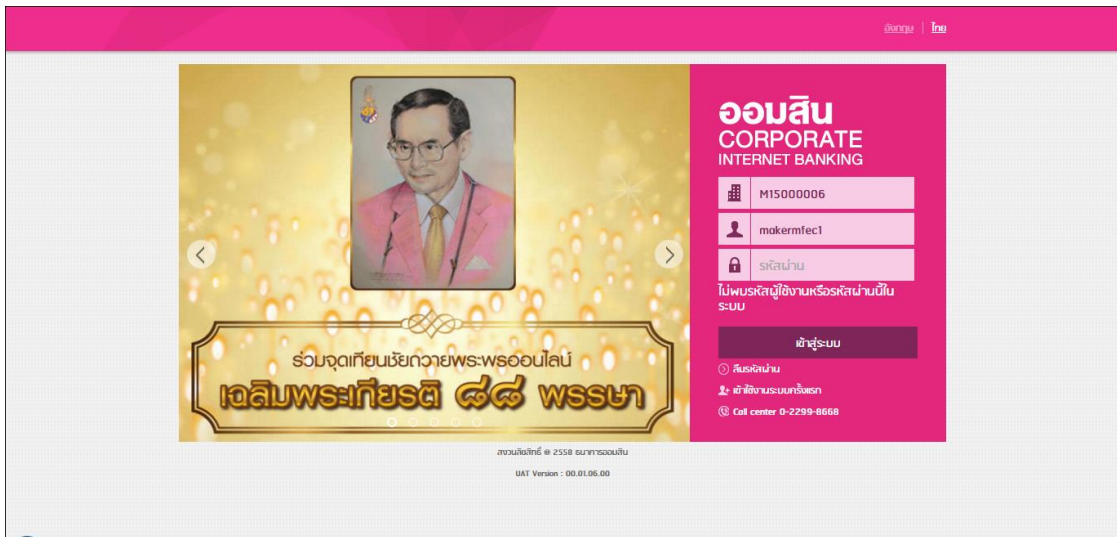 อังกฤษ | ไทย
ออมสิน
CORPORATE
INTERNET BANKING
M15000006
makermfec1
รหัสผ่าน
ไม่พบรหัสผู้ใช้งานหรือรหัสผ่านนี้ใน
ระบบ
เข้าสู่ระบบ
ลืมรหัสผ่าน
เข้าใช้งานระบบครั้งแรก
Call center 0-2299-8668
ร่วมจุดเทียนชัยถวายพระพรออนไลน์
เฉลิมพระเกียรติ ๘๘ พรรษา
สงวนลิขสิทธิ์ @ 2558 ธนาคารออมสิน
UAT Version : 00.01.06.00